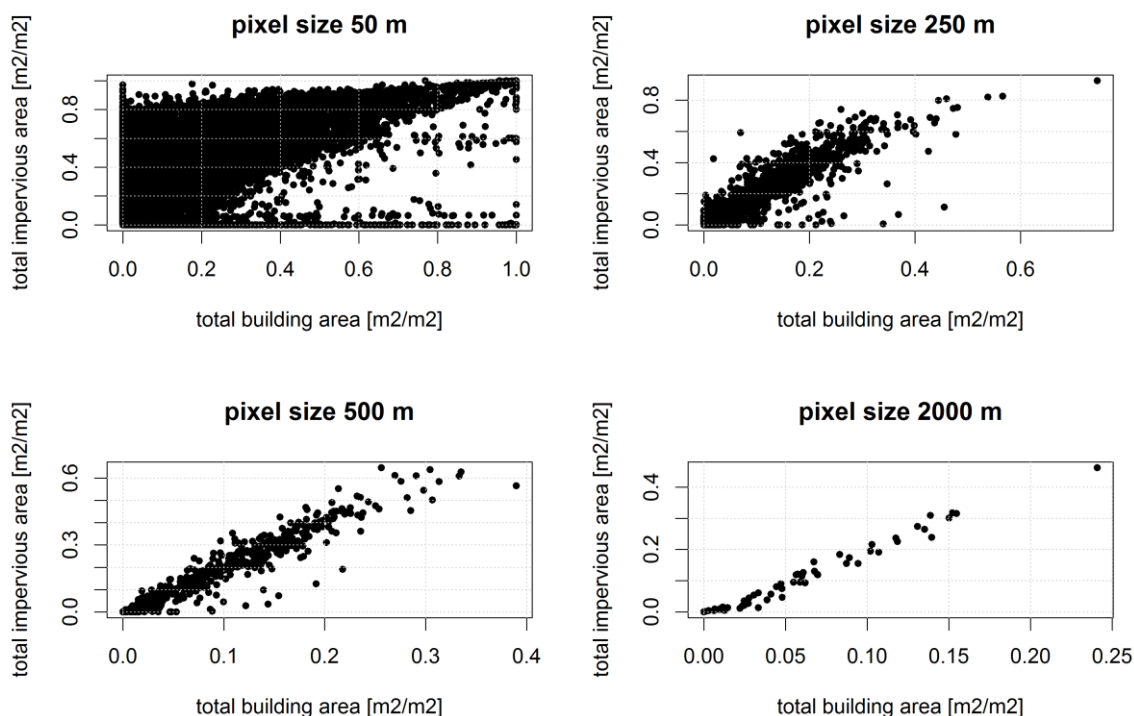 pixel size 50 m
total impervious area [m2/m2]
0.0 0.4 0.8
0.0 0.2 0.4 0.6 0.8 1.0
total building area [m2/m2]
pixel size 250 m
total impervious area [m2/m2]
0.0 0.4 0.8
0.0 0.2 0.4 0.6
total building area [m2/m2]
pixel size 500 m
total impervious area [m2/m2]
0.0 0.3 0.6
0.0 0.1 0.2 0.3 0.4
total building area [m2/m2]
pixel size 2000 m
total impervious area [m2/m2]
0.0 0.2 0.4
0.00 0.05 0.10 0.15 0.20 0.25
total building area [m2/m2]